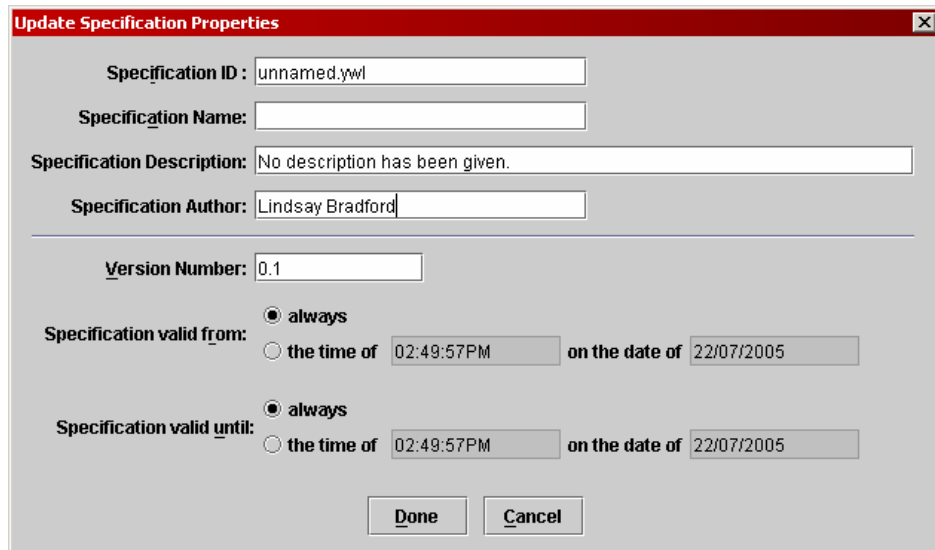 Update Specification Properties
Specification ID : unnamed.ywl
Specification Name:
Specification Description: No description has been given.
Specification Author: Lindsay Bradford
Version Number: 0.1
always
Specification valid from:
the time of 02:49:57PM on the date of 22/07/2005
always
Specification valid until:
the time of 02:49:57PM on the date of 22/07/2005
Done Cancel